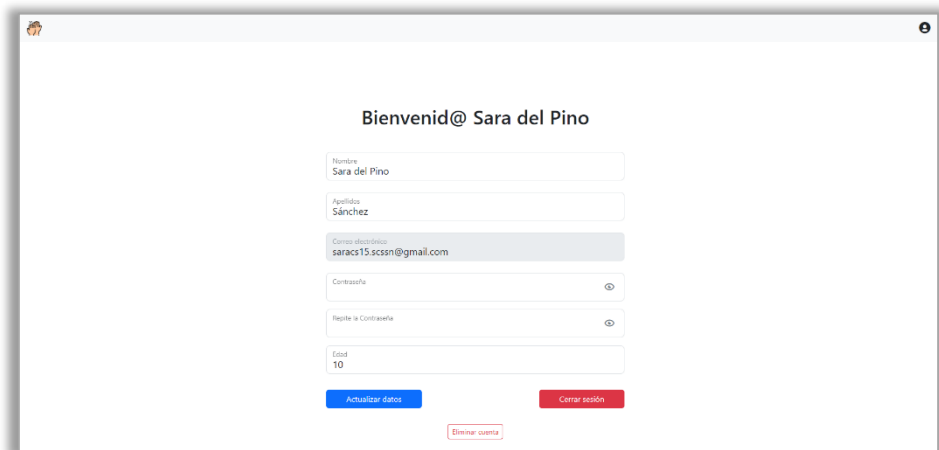 Bienvenid@ Sara del Pino
Nombre
Sara del Pino
Apellidos
Sánchez
Correo electrónico
saracs15.scssn@gmail.com
Contraseña
Repite la Contraseña
Edad
10
Actualizar datos
Cerrar sesión
Eliminar cuenta